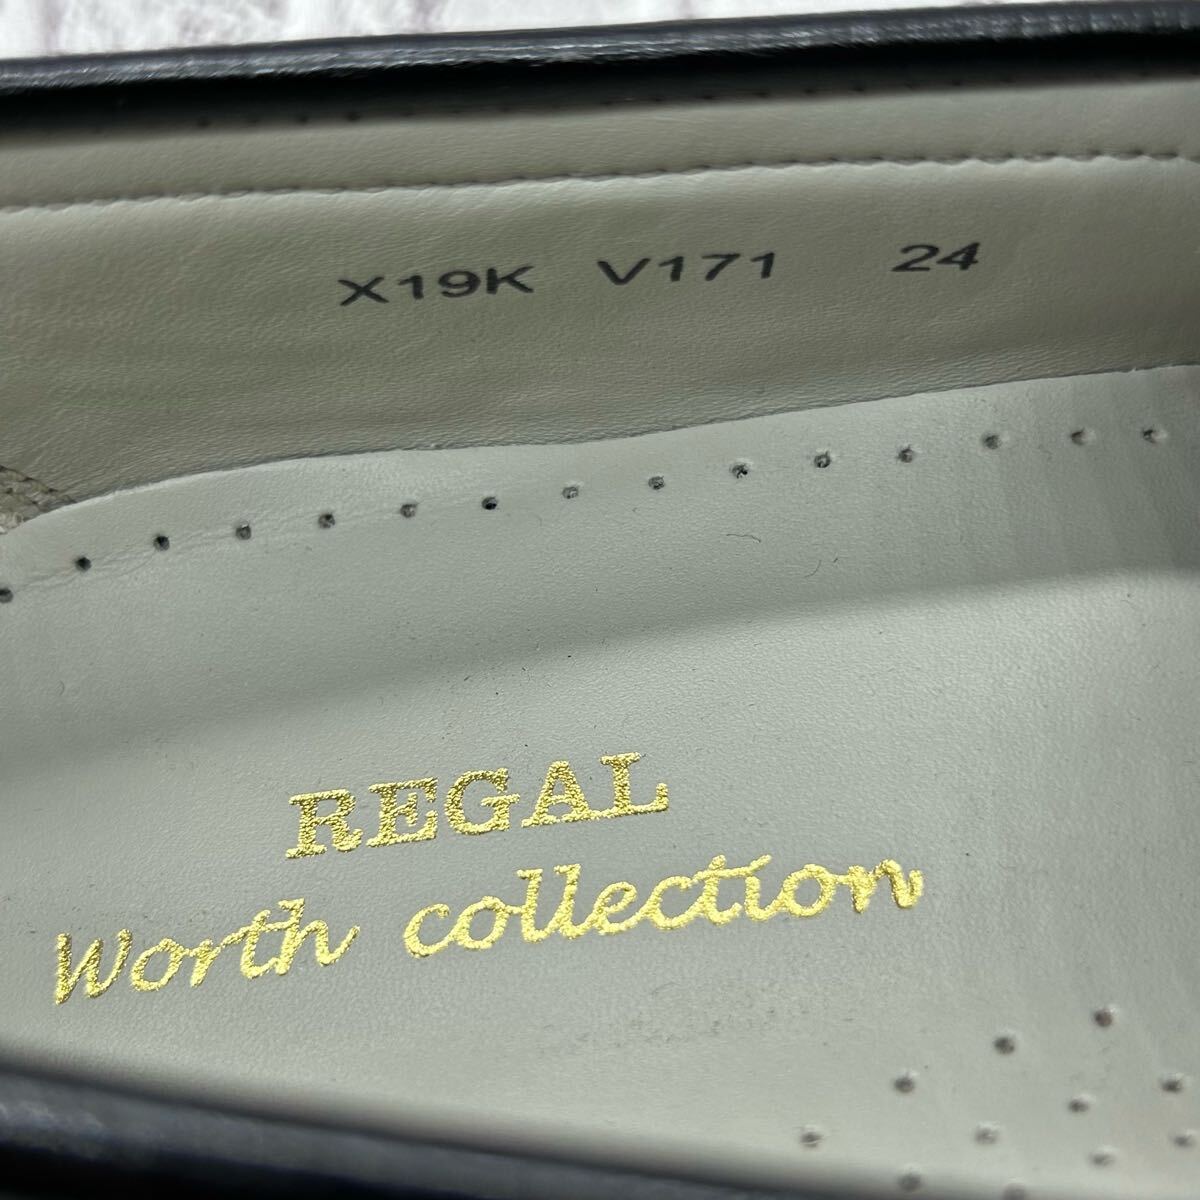 X19K V171 24
REGAL
Worth collection